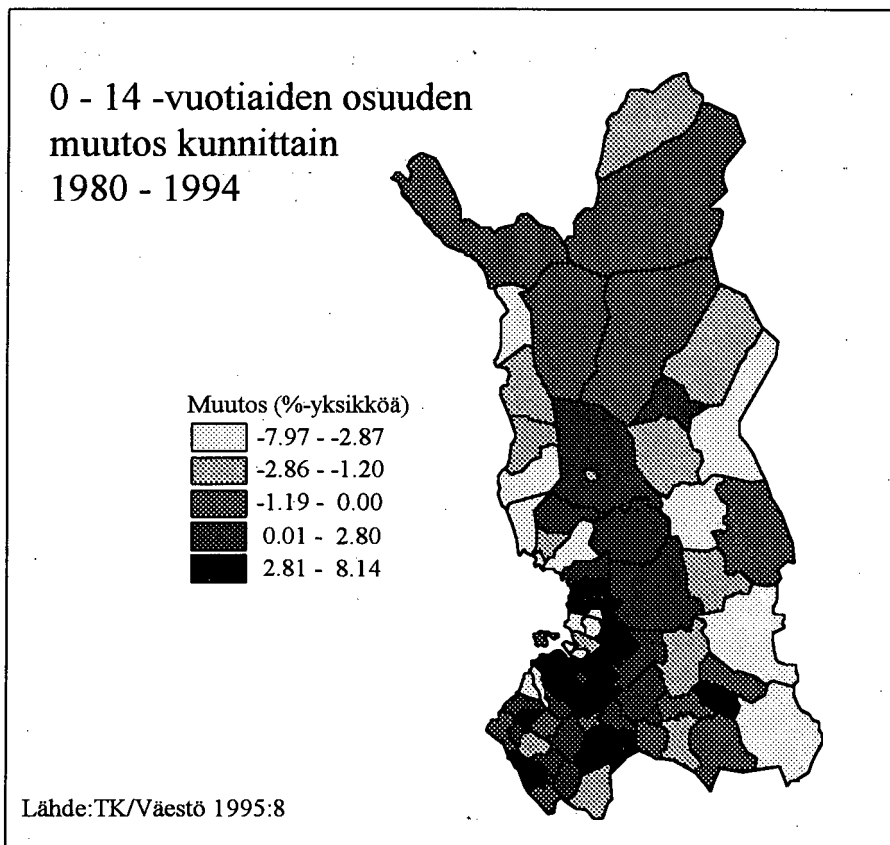 0 - 14 -vuotiaiden osuuden
muutos kunnittain
1980 - 1994
Muutos (%-yksikköä)
-7.97 - -2.87
-2.86 - -1.20
-1.19 - 0.00
0.01 - 2.80
2.81 - 8.14
Lähde:TK/Väestö 1995:8